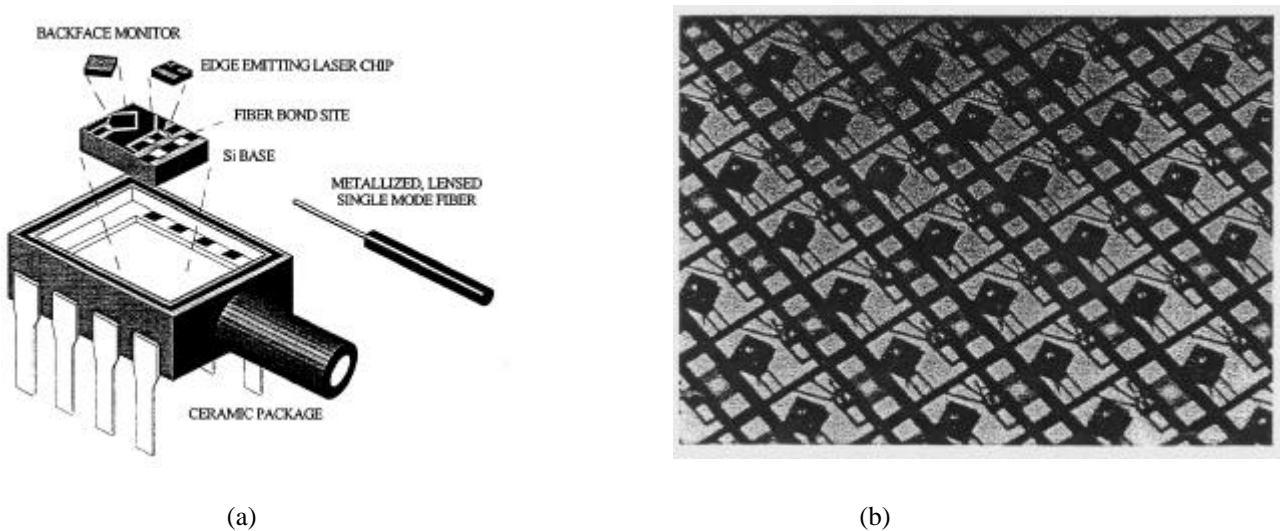 BACKFACE MONITOR
EDGE EMITTING LASER CHIP
FIBER BOND SITE
Si BASE
METALLIZED, LENSED
SINGLE MODE FIBER
CERAMIC PACKAGE
(a)
(b)